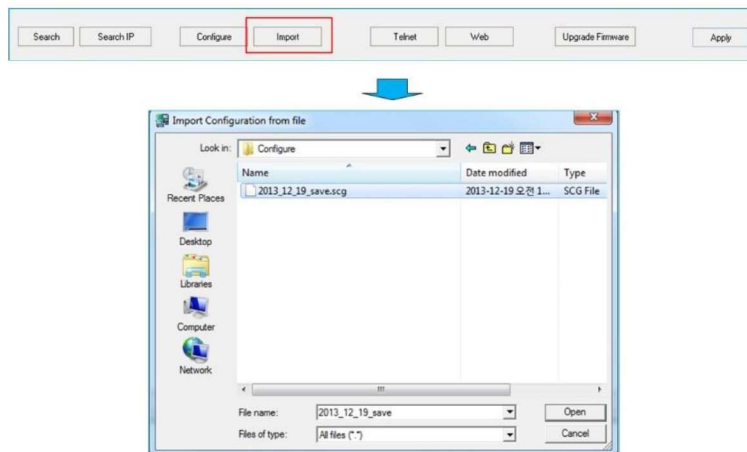 Search Search IP Configure Import Telnet Web Upgrade Firmware Apply
Import Configuration from file
Look in: Configure
Name Date modified Type
2013_12_19_save.scg 2013-12-19 오전 1... SCG File
Recent Places
Desktop
Libraries
Computer
Network
File name: 2013_12_19_save Open
Files of type: All files (*.*) Cancel